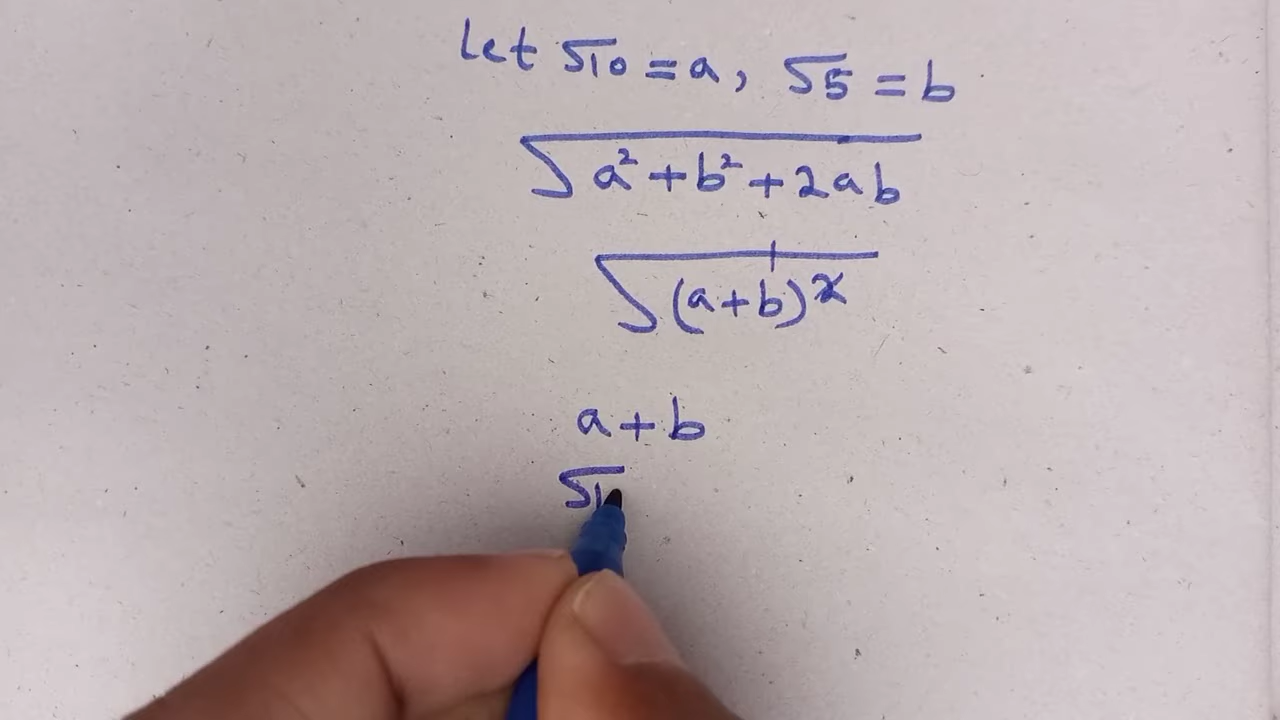 Let √10 = a, √5 = b
√a² + b² + 2ab
√(a+b)²
a + b
√1